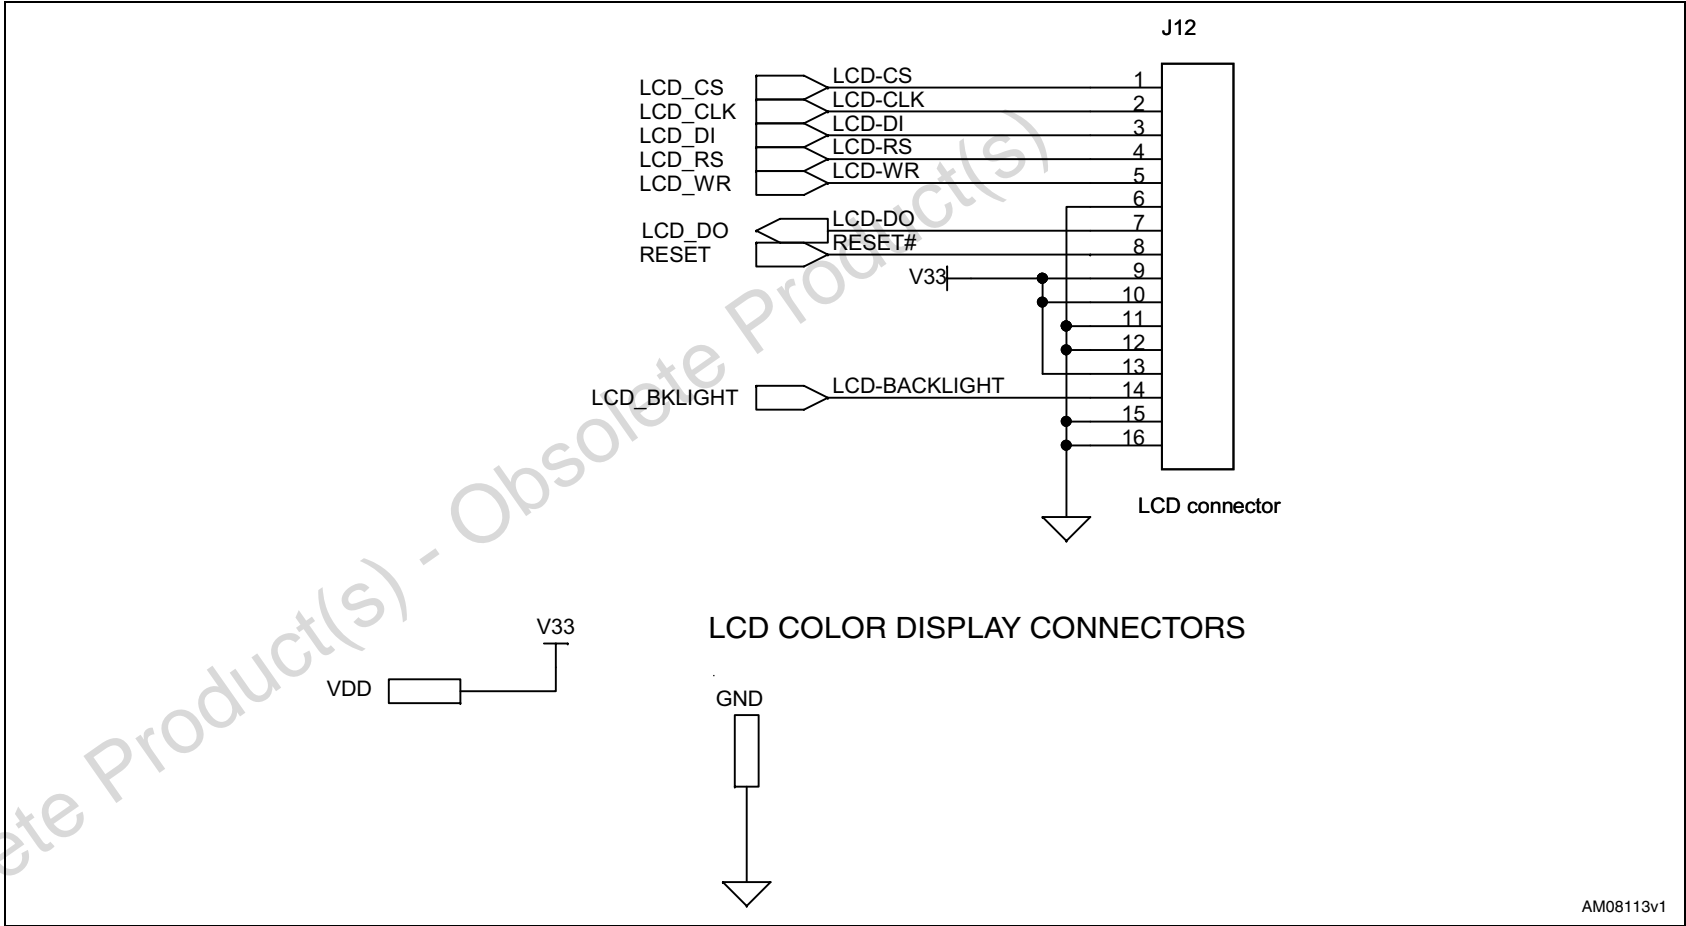 J12
LCD_CS LCD-CS 1
LCD_CLK LCD-CLK 2
LCD_DI LCD-DI 3
LCD_RS LCD-RS 4
LCD_WR LCD-WR 5
6
LCD_DO LCD-DO 7
RESET RESET# 8
V33 9
10
11
12
13
LCD_BKLIGHT LCD-BACKLIGHT 14
15
16
LCD connector
LCD COLOR DISPLAY CONNECTORS
V33
VDD
GND
ete Product(s) - Obsolete Product(s)
AM08113v1